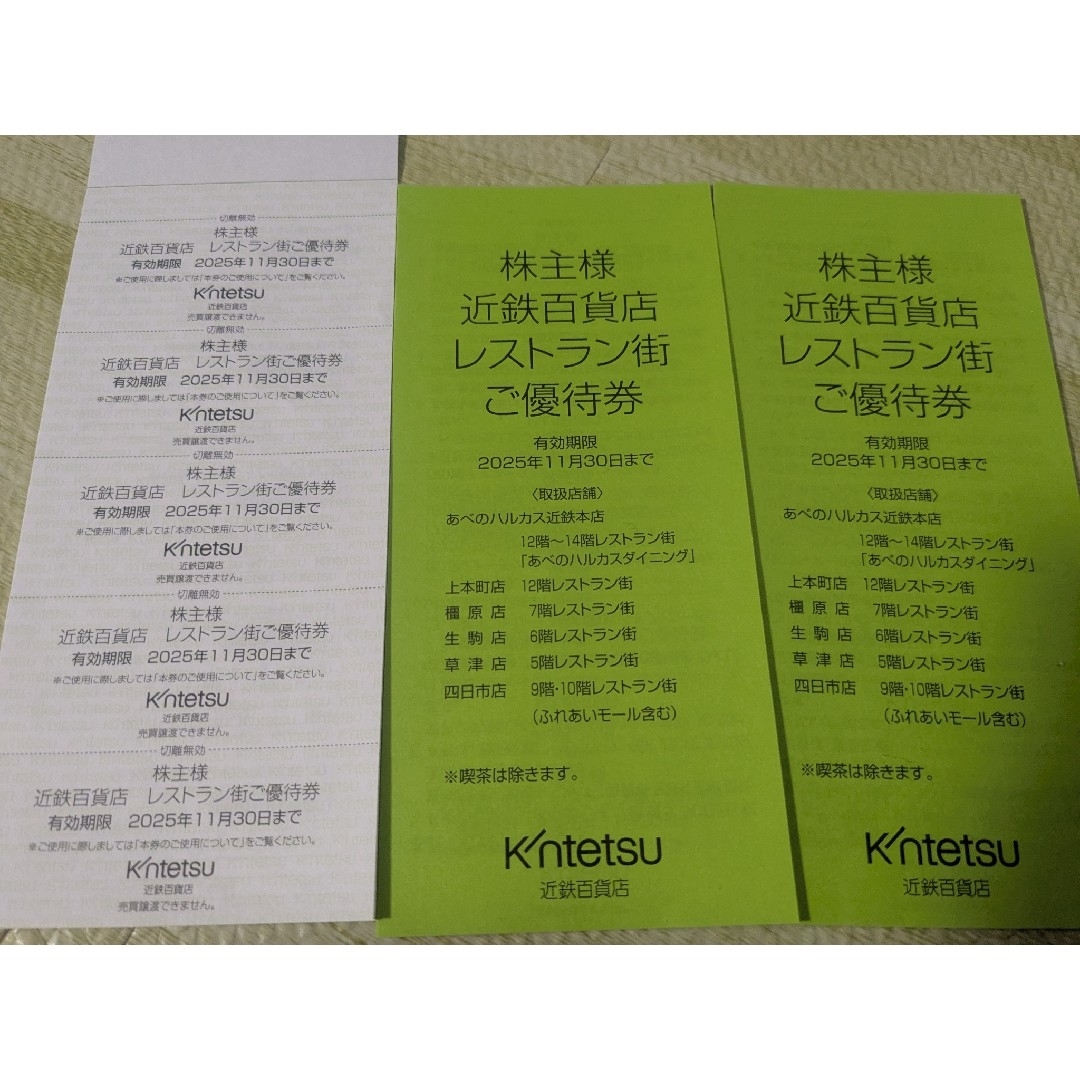 切離無効
株主様
近鉄百貨店 レストラン街ご優待券
有効期限 2025年11月30日まで
※ご使用に際しましては「本券のご使用について」をご覧ください。
Kintetsu
近鉄百貨店
売買譲渡できません。
切離無効
株主様
近鉄百貨店 レストラン街ご優待券
有効期限 2025年11月30日まで
※ご使用に際しましては「本券のご使用について」をご覧ください。
Kintetsu
近鉄百貨店
売買譲渡できません。
切離無効
株主様
近鉄百貨店 レストラン街ご優待券
有効期限 2025年11月30日まで
※ご使用に際しましては「本券のご使用について」をご覧ください。
Kintetsu
近鉄百貨店
売買譲渡できません。
切離無効
株主様
近鉄百貨店 レストラン街ご優待券
有効期限 2025年11月30日まで
※ご使用に際しましては「本券のご使用について」をご覧ください。
Kintetsu
近鉄百貨店
売買譲渡できません。
切離無効
株主様
近鉄百貨店 レストラン街ご優待券
有効期限 2025年11月30日まで
※ご使用に際しましては「本券のご使用について」をご覧ください。
Kintetsu
近鉄百貨店
売買譲渡できません。
株主様
近鉄百貨店
レストラン街
ご優待券
有効期限
2025年11月30日まで
〈取扱店舗〉
あべのハルカス近鉄本店
12階～14階レストラン街
「あべのハルカスダイニング」
上本町店 12階レストラン街
橿原店 7階レストラン街
生駒店 6階レストラン街
草津店 5階レストラン街
四日市店 9階・10階レストラン街
(ふれあいモール含む)
※喫茶は除きます。
Kintetsu
近鉄百貨店
株主様
近鉄百貨店
レストラン街
ご優待券
有効期限
2025年11月30日まで
〈取扱店舗〉
あべのハルカス近鉄本店
12階～14階レストラン街
「あべのハルカスダイニング」
上本町店 12階レストラン街
橿原店 7階レストラン街
生駒店 6階レストラン街
草津店 5階レストラン街
四日市店 9階・10階レストラン街
(ふれあいモール含む)
※喫茶は除きます。
Kintetsu
近鉄百貨店